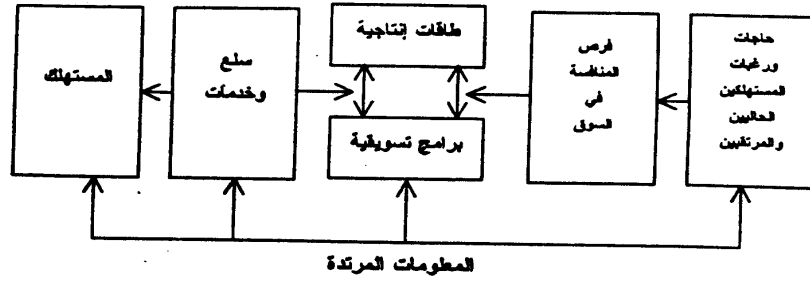 حاجات
ورغبات
المستهلكين
الحاليين
والمرتقبين
فرص
المنافسة
في
السوق
طاقات إنتاجية
برامج تسويقية
سلع
وخدمات
المستهلك
المعلومات المرتدة